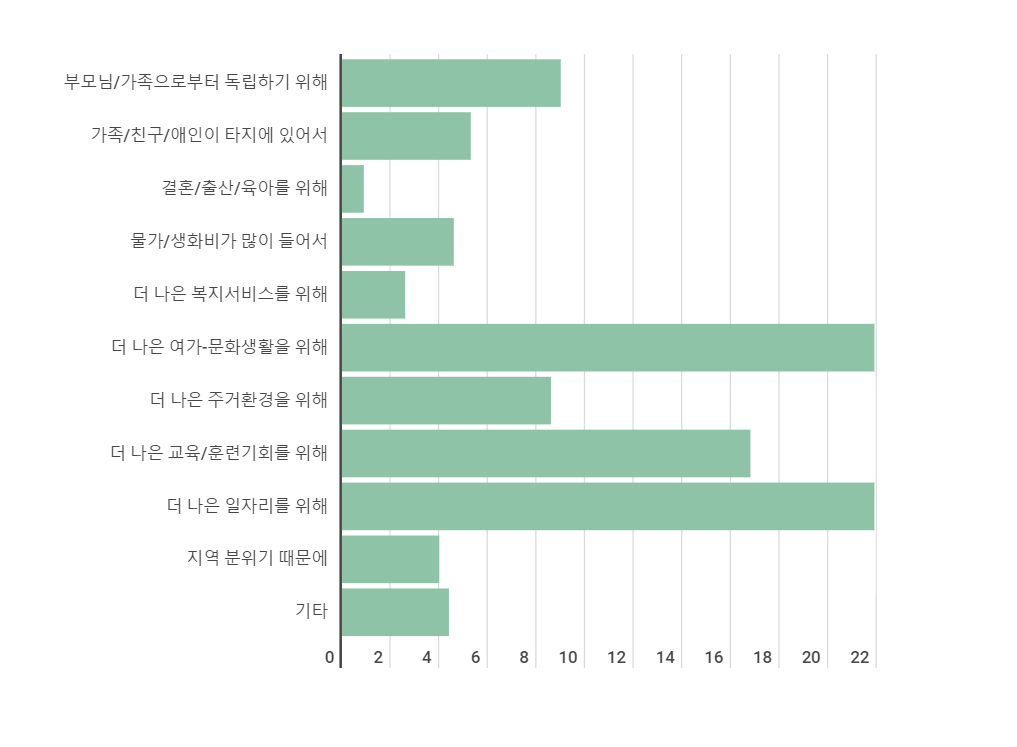 부모님/가족으로부터 독립하기 위해
가족/친구/애인이 타지에 있어서
결혼/출산/육아를 위해
물가/생화비가 많이 들어서
더 나은 복지서비스를 위해
더 나은 여가-문화생활을 위해
더 나은 주거환경을 위해
더 나은 교육/훈련기회를 위해
더 나은 일자리를 위해
지역 분위기 때문에
기타
0 2 4 6 8 10 12 14 16 18 20 22